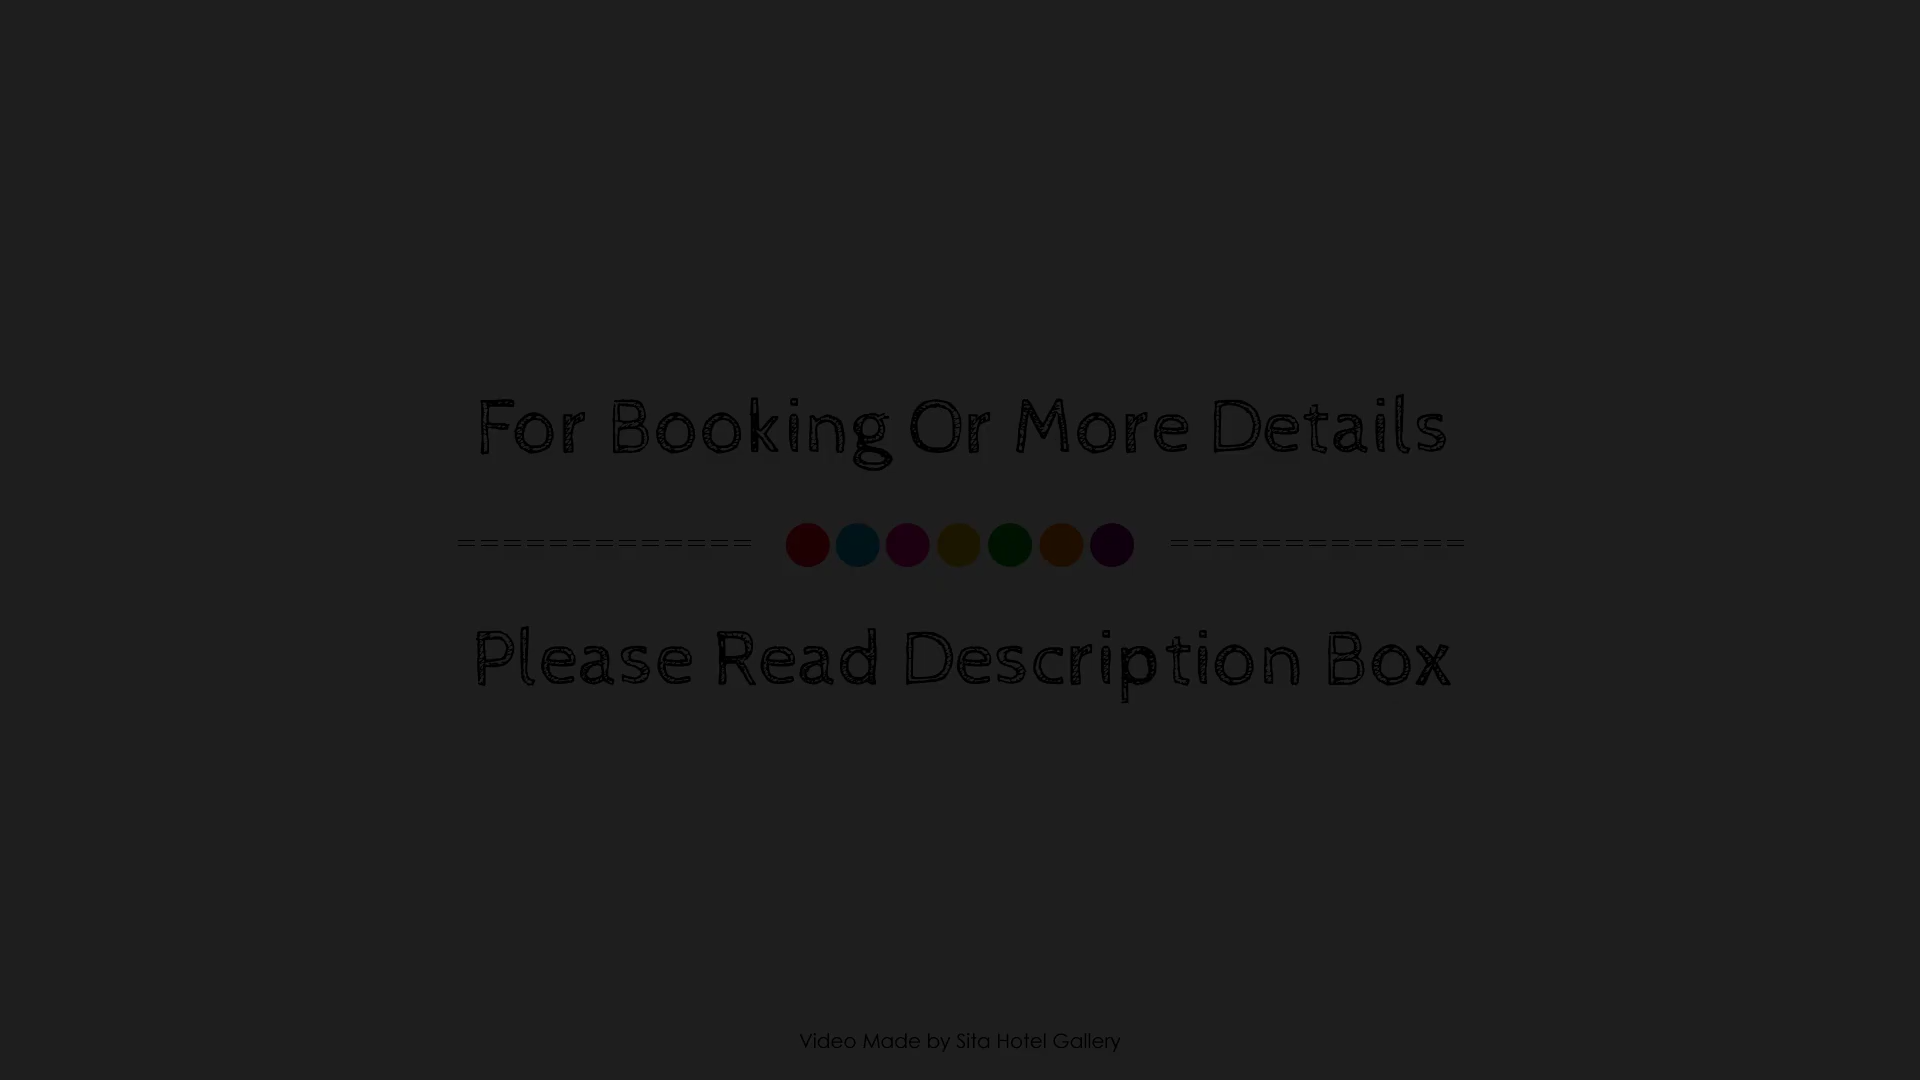 For Booking Or More Details
============= =============
Please Read Description Box
Video Made by Sita Hotel Gallery